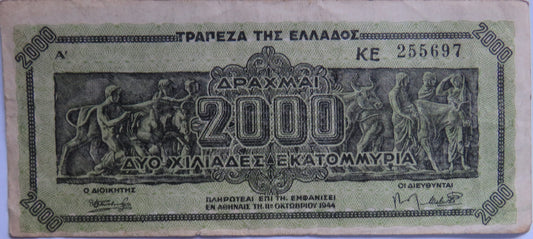 2000 ΤΡΑΠΕΖΑ ΤΗΣ ΕΛΛΑΔΟΣ 2000
Α' ΚΕ 255697
ΔΡΑΧΜΑΙ
2000
ΔΥΟ ΧΙΛΙΑΔΕΣ ΕΚΑΤΟΜΜΥΡΙΑ
Ο ΔΙΟΙΚΗΤΗΣ ΟΙ ΔΙΕΥΘΥΝΤΑΙ
ΠΛΗΡΩΤΕΑΙ ΕΠΙ ΤΗ ΕΜΦΑΝΙΣΕΙ
ΕΝ ΑΘΗΝΑΙΣ ΤΗ 11 ΟΚΤΩΒΡΙΟΥ 1944
2000 2000